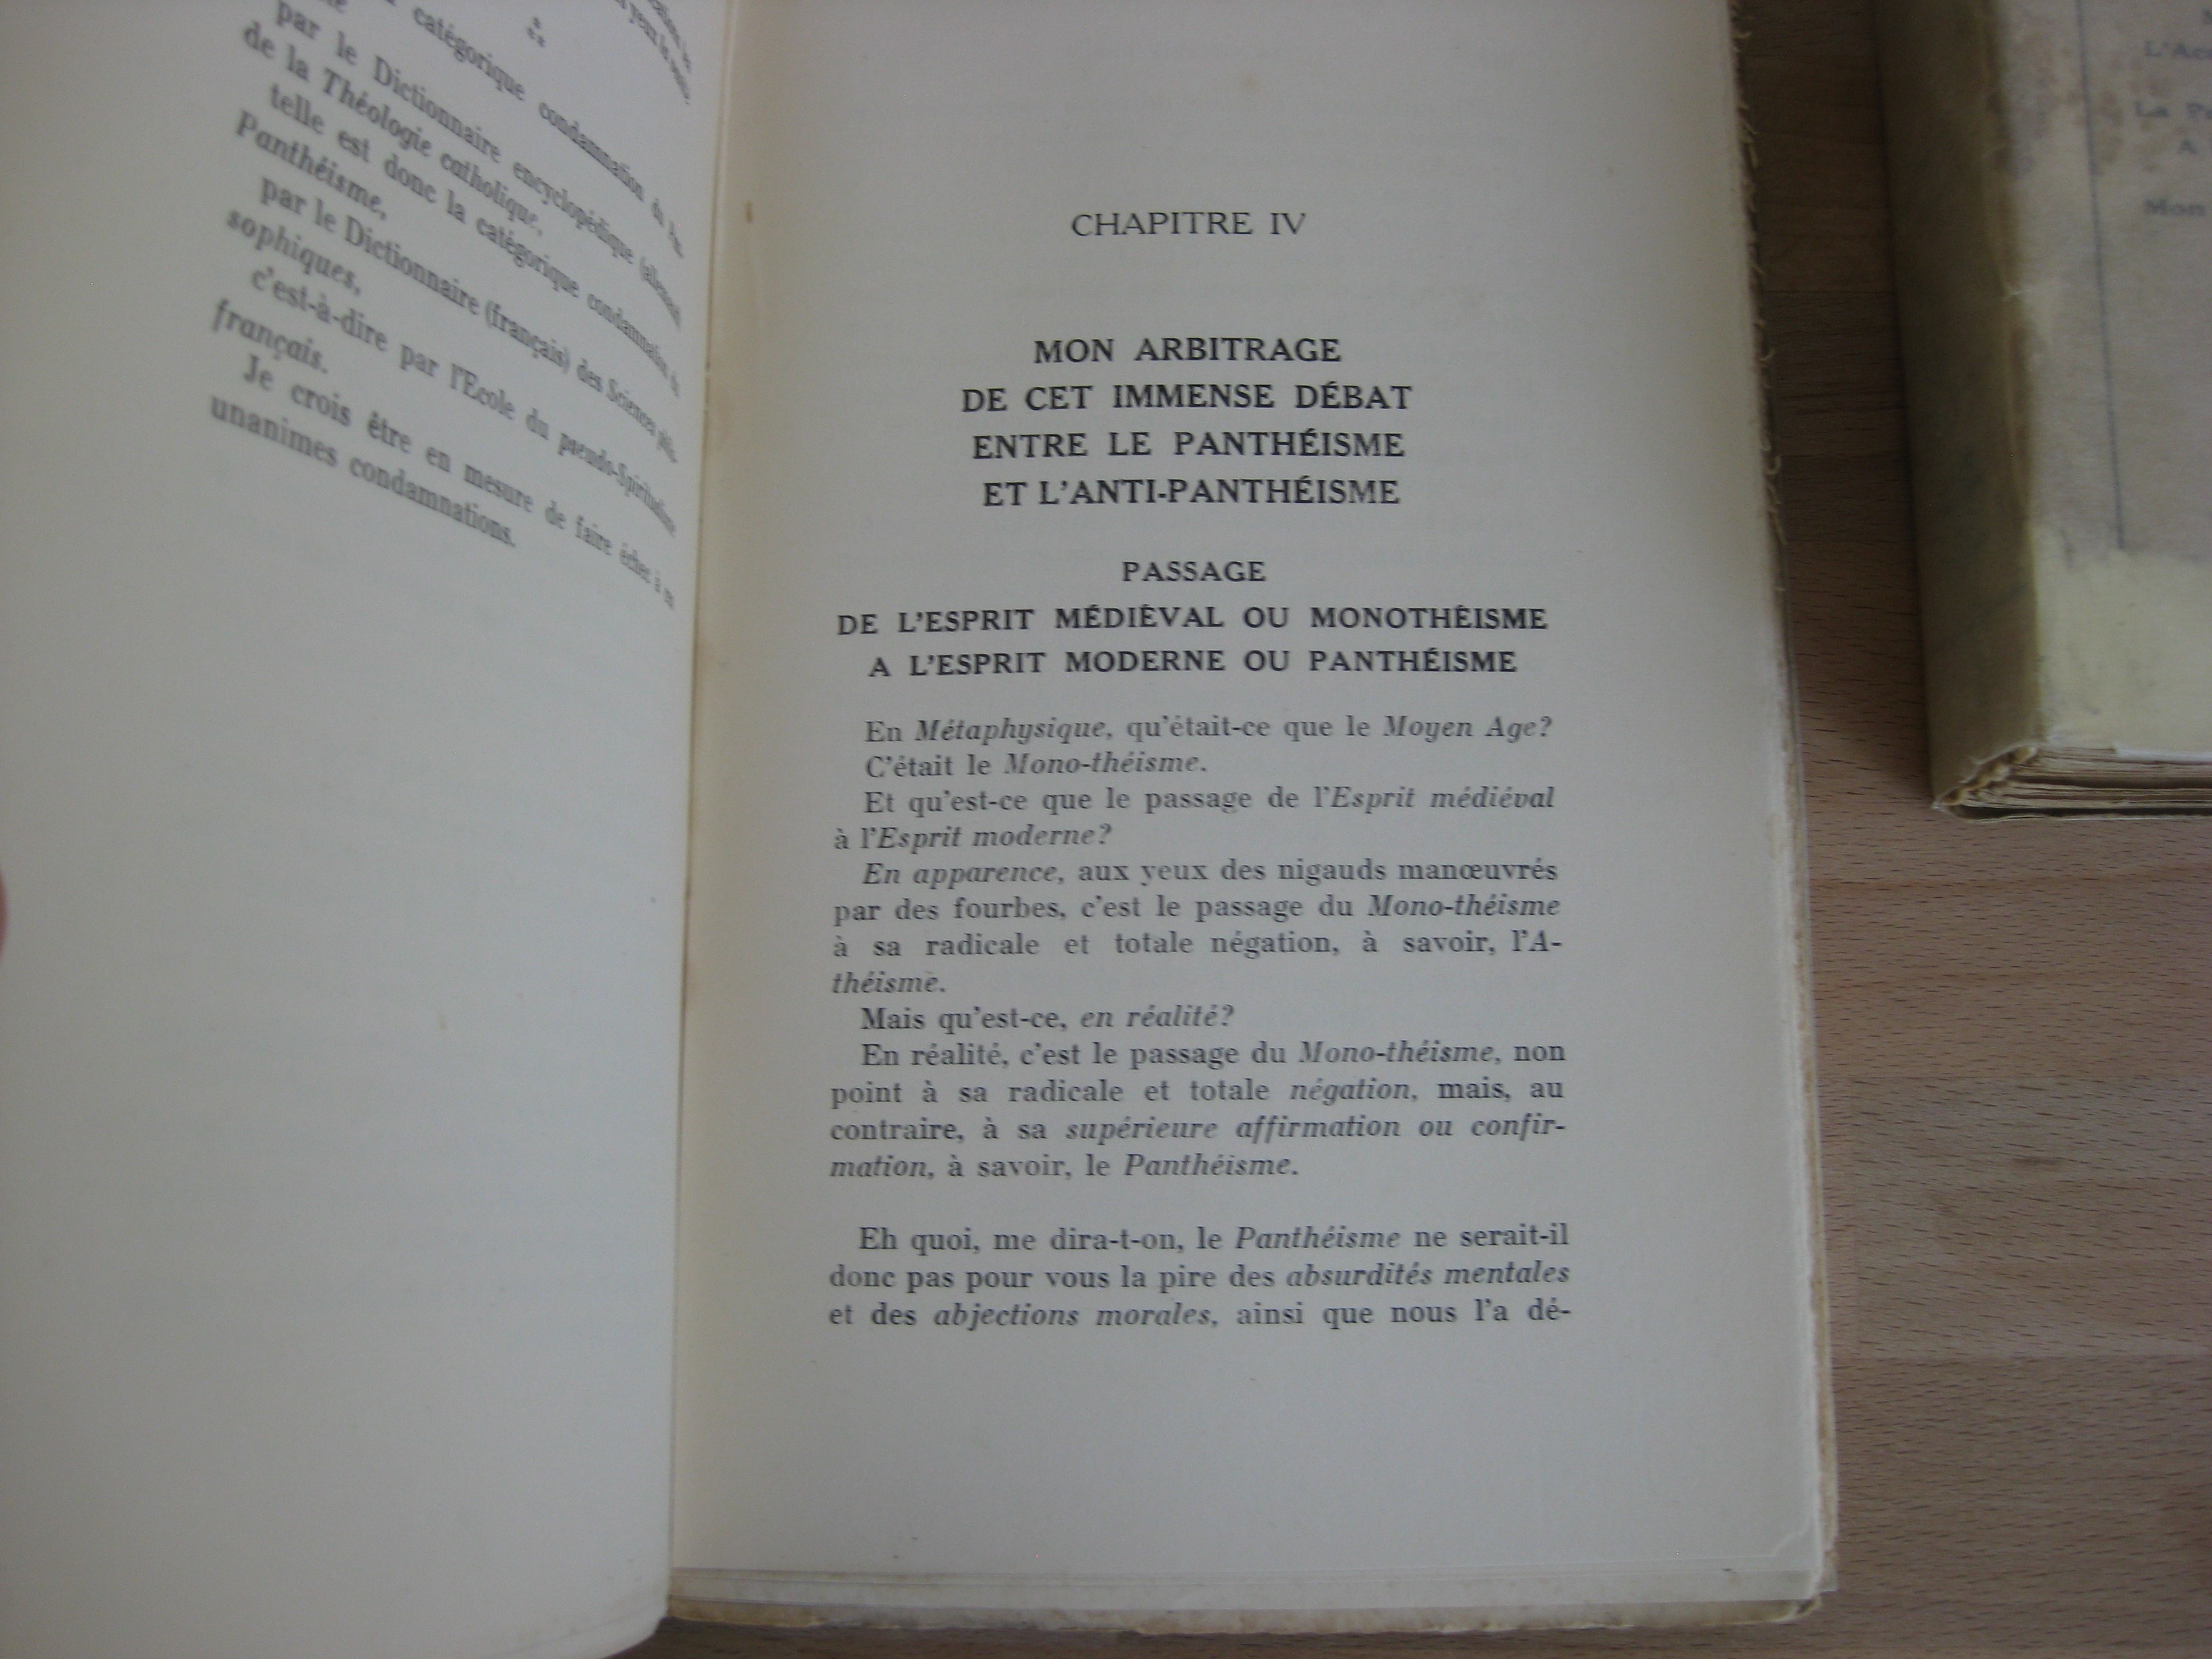 catégorique condamnation du
par le Dictionnaire encyclopédique (allemand)
de la Théologie catholique,
telle est donc la catégorique condamnation du
Panthéisme,
par le Dictionnaire (français) des Sciences philo-
sophiques,
c'est-à-dire par l'Ecole du pseudo-Spiritualisme
français.
Je crois être en mesure de faire échec à ces
unanimes condamnations.
CHAPITRE IV
MON ARBITRAGE
DE CET IMMENSE DÉBAT
ENTRE LE PANTHÉISME
ET L'ANTI-PANTHÉISME
PASSAGE
DE L'ESPRIT MÉDIÉVAL OU MONOTHÉISME
A L'ESPRIT MODERNE OU PANTHÉISME
En Métaphysique, qu'était-ce que le Moyen Age?
C'était le Mono-théisme.
Et qu'est-ce que le passage de l'Esprit médiéval
à l'Esprit moderne?
En apparence, aux yeux des nigauds manœuvrés
par des fourbes, c'est le passage du Mono-théisme
à sa radicale et totale négation, à savoir, l'A-
théisme.
Mais qu'est-ce, en réalité?
En réalité, c'est le passage du Mono-théisme, non
point à sa radicale et totale négation, mais, au
contraire, à sa supérieure affirmation ou confir-
mation, à savoir, le Panthéisme.
Eh quoi, me dira-t-on, le Panthéisme ne serait-il
donc pas pour vous la pire des absurdités mentales
et des abjections morales, ainsi que nous l'a dé-
La
A
Mon